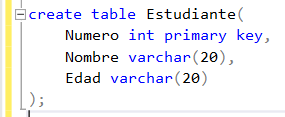 create table Estudiante(
Numero int primary key,
Nombre varchar(20),
Edad varchar(20)
);